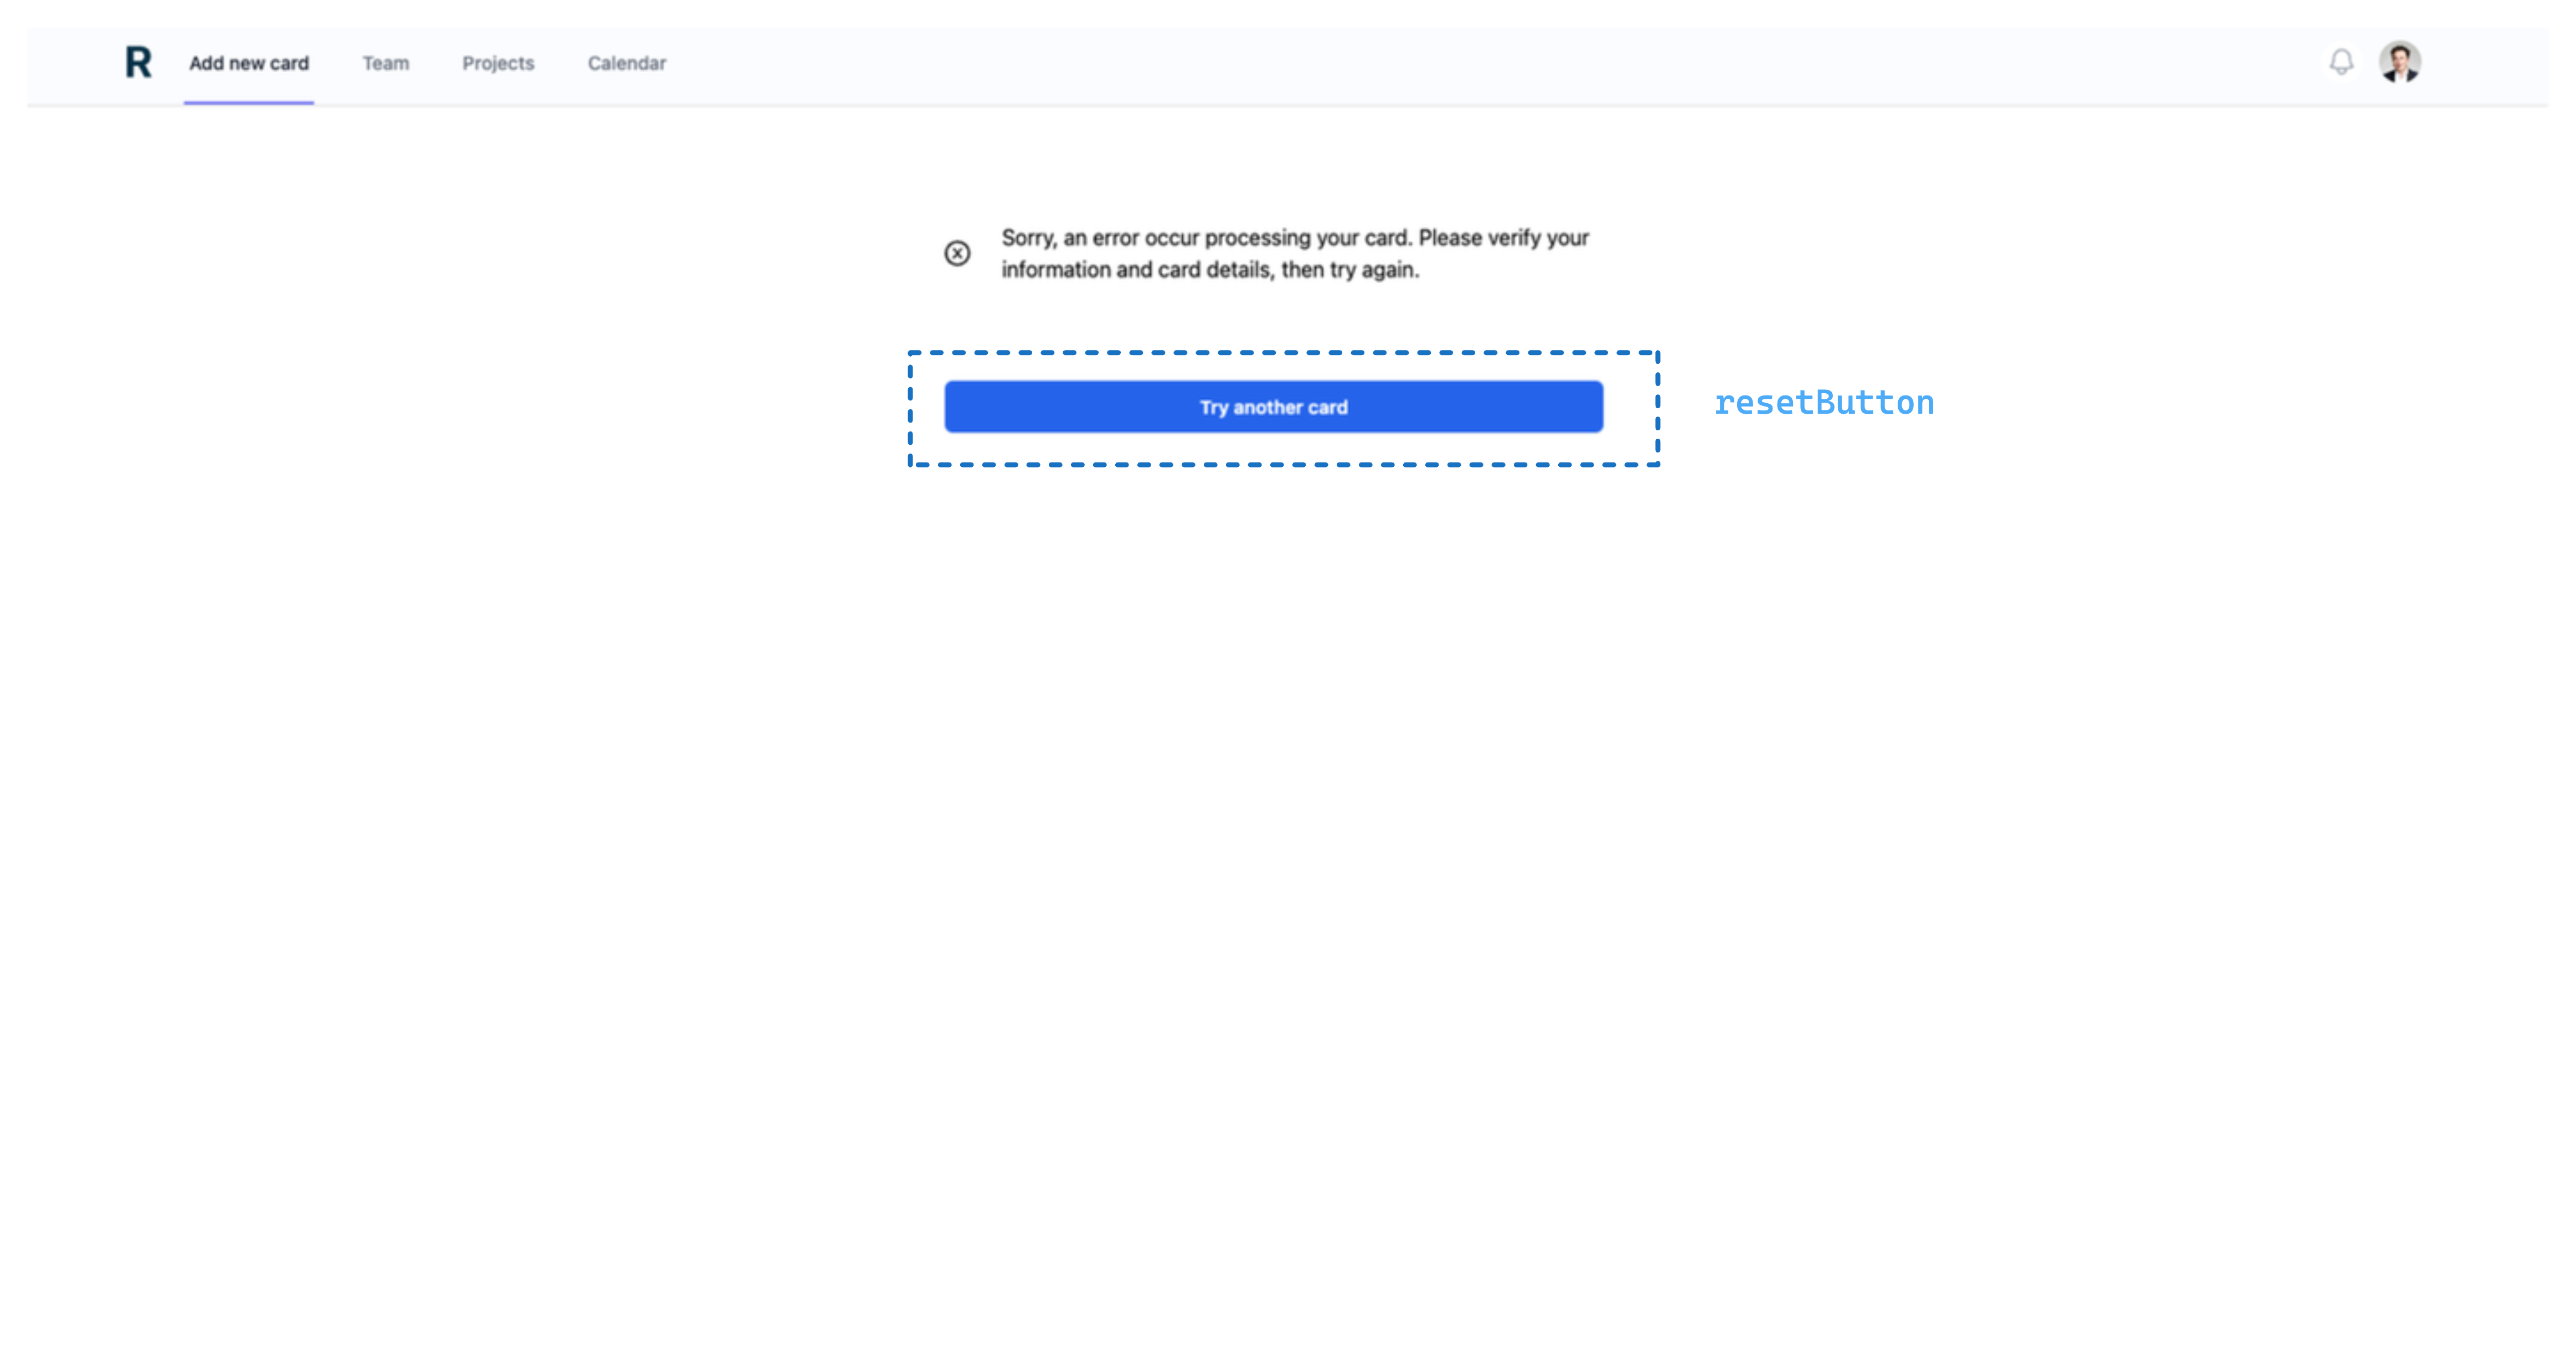 R Add new card Team Projects Calendar
Sorry, an error occur processing your card. Please verify your
information and card details, then try again.
Try another card
resetButton